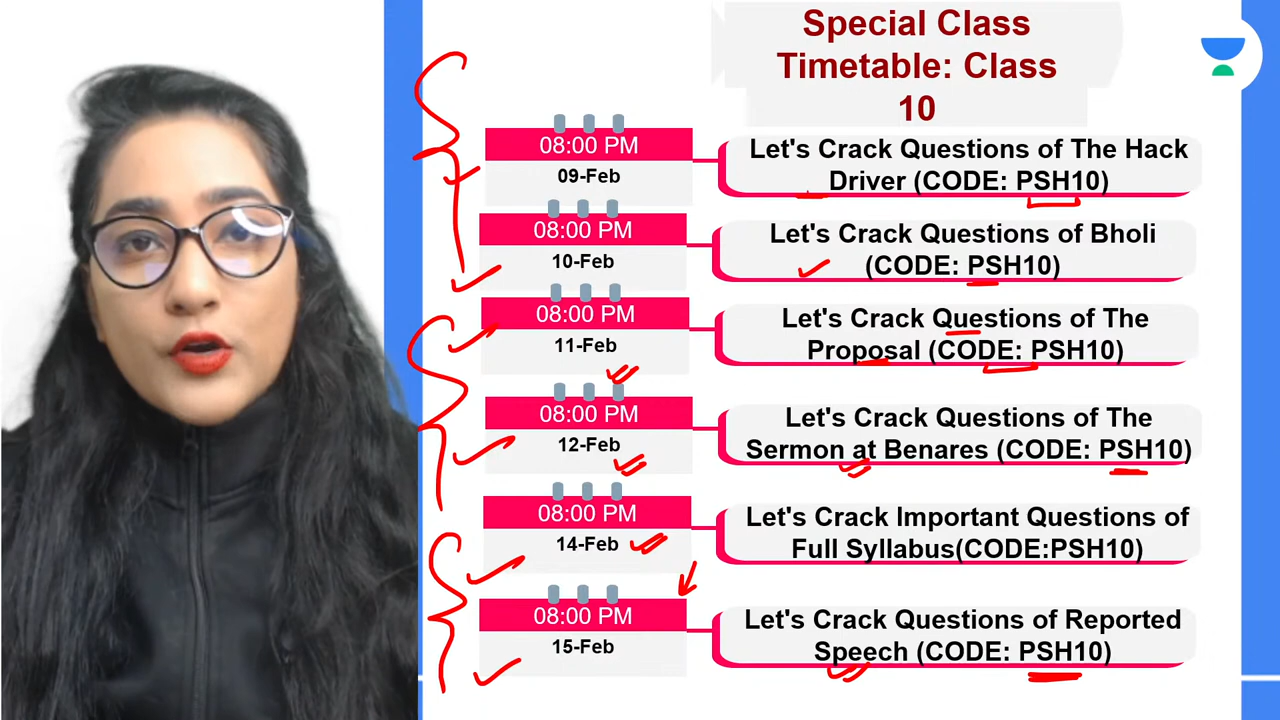 Special Class
Timetable: Class
10
08:00 PM
09-Feb
Let's Crack Questions of The Hack
Driver (CODE: PSH10)
08:00 PM
10-Feb
Let's Crack Questions of Bholi
(CODE: PSH10)
08:00 PM
11-Feb
Let's Crack Questions of The
Proposal (CODE: PSH10)
08:00 PM
12-Feb
Let's Crack Questions of The
Sermon at Benares (CODE: PSH10)
08:00 PM
14-Feb
Let's Crack Important Questions of
Full Syllabus(CODE:PSH10)
08:00 PM
15-Feb
Let's Crack Questions of Reported
Speech (CODE: PSH10)